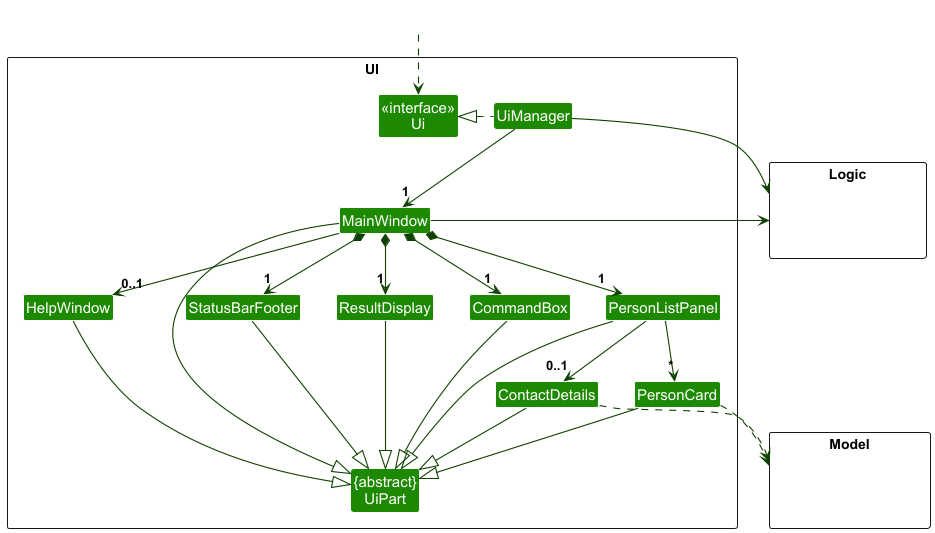 UI
«interface»
Ui
UiManager
Logic
1
MainWindow
0..1
1
1
1
1
HelpWindow
StatusBarFooter
ResultDisplay
CommandBox
PersonListPanel
0..1
*
ContactDetails
PersonCard
Model
{abstract}
UiPart